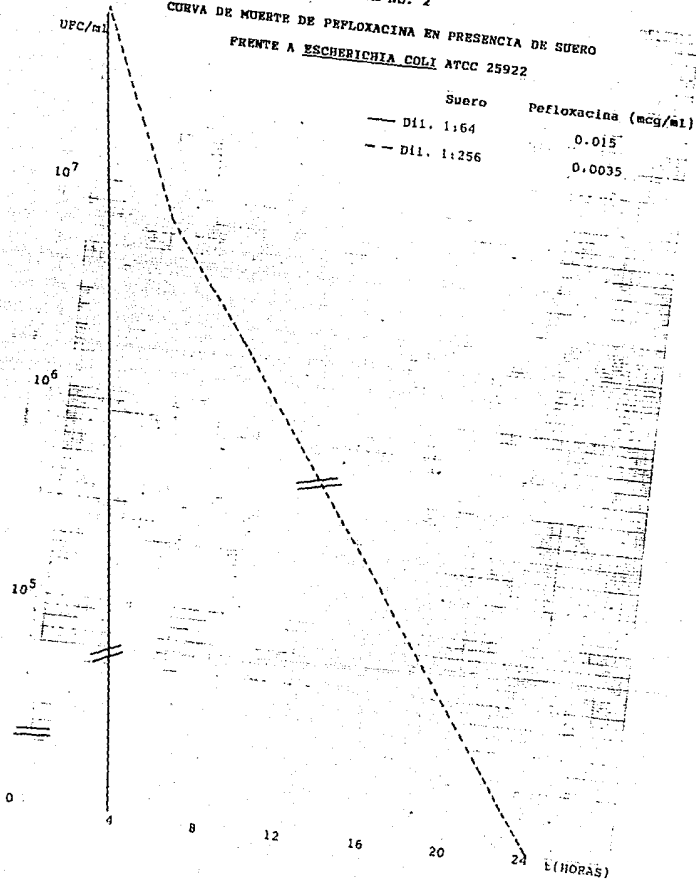 NO. 2
CURVA DE MUERTE DE PEFLOXACINA EN PRESENCIA DE SUERO
FRENTE A ESCHERICHIA COLI ATCC 25922
UFC/ml
Suero Pefloxacina (mcg/ml)
Dil. 1:64 0.015
Dil. 1:256 0.0035
10⁷
10⁶
10⁵
0
4 8 12 16 20 24 t(HORAS)